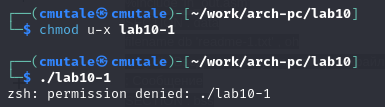 ┌──(cmutale㉿cmutale)-[~/work/arch-pc/lab10]
└─$ chmod u-x lab10-1
┌──(cmutale㉿cmutale)-[~/work/arch-pc/lab10]
└─$ ./lab10-1
zsh: permission denied: ./lab10-1